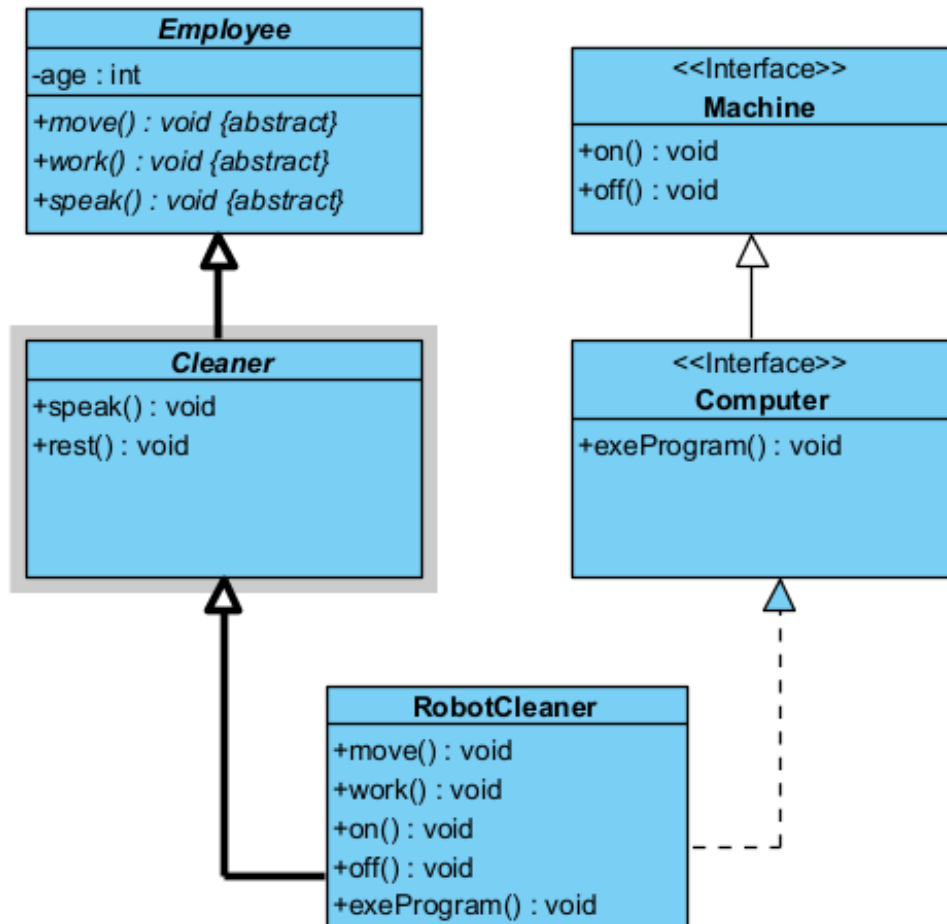 Employee
-age : int
+move() : void {abstract}
+work() : void {abstract}
+speak() : void {abstract}
<<Interface>>
Machine
+on() : void
+off() : void
Cleaner
+speak() : void
+rest() : void
<<Interface>>
Computer
+exeProgram() : void
RobotCleaner
+move() : void
+work() : void
+on() : void
+off() : void
+exeProgram() : void